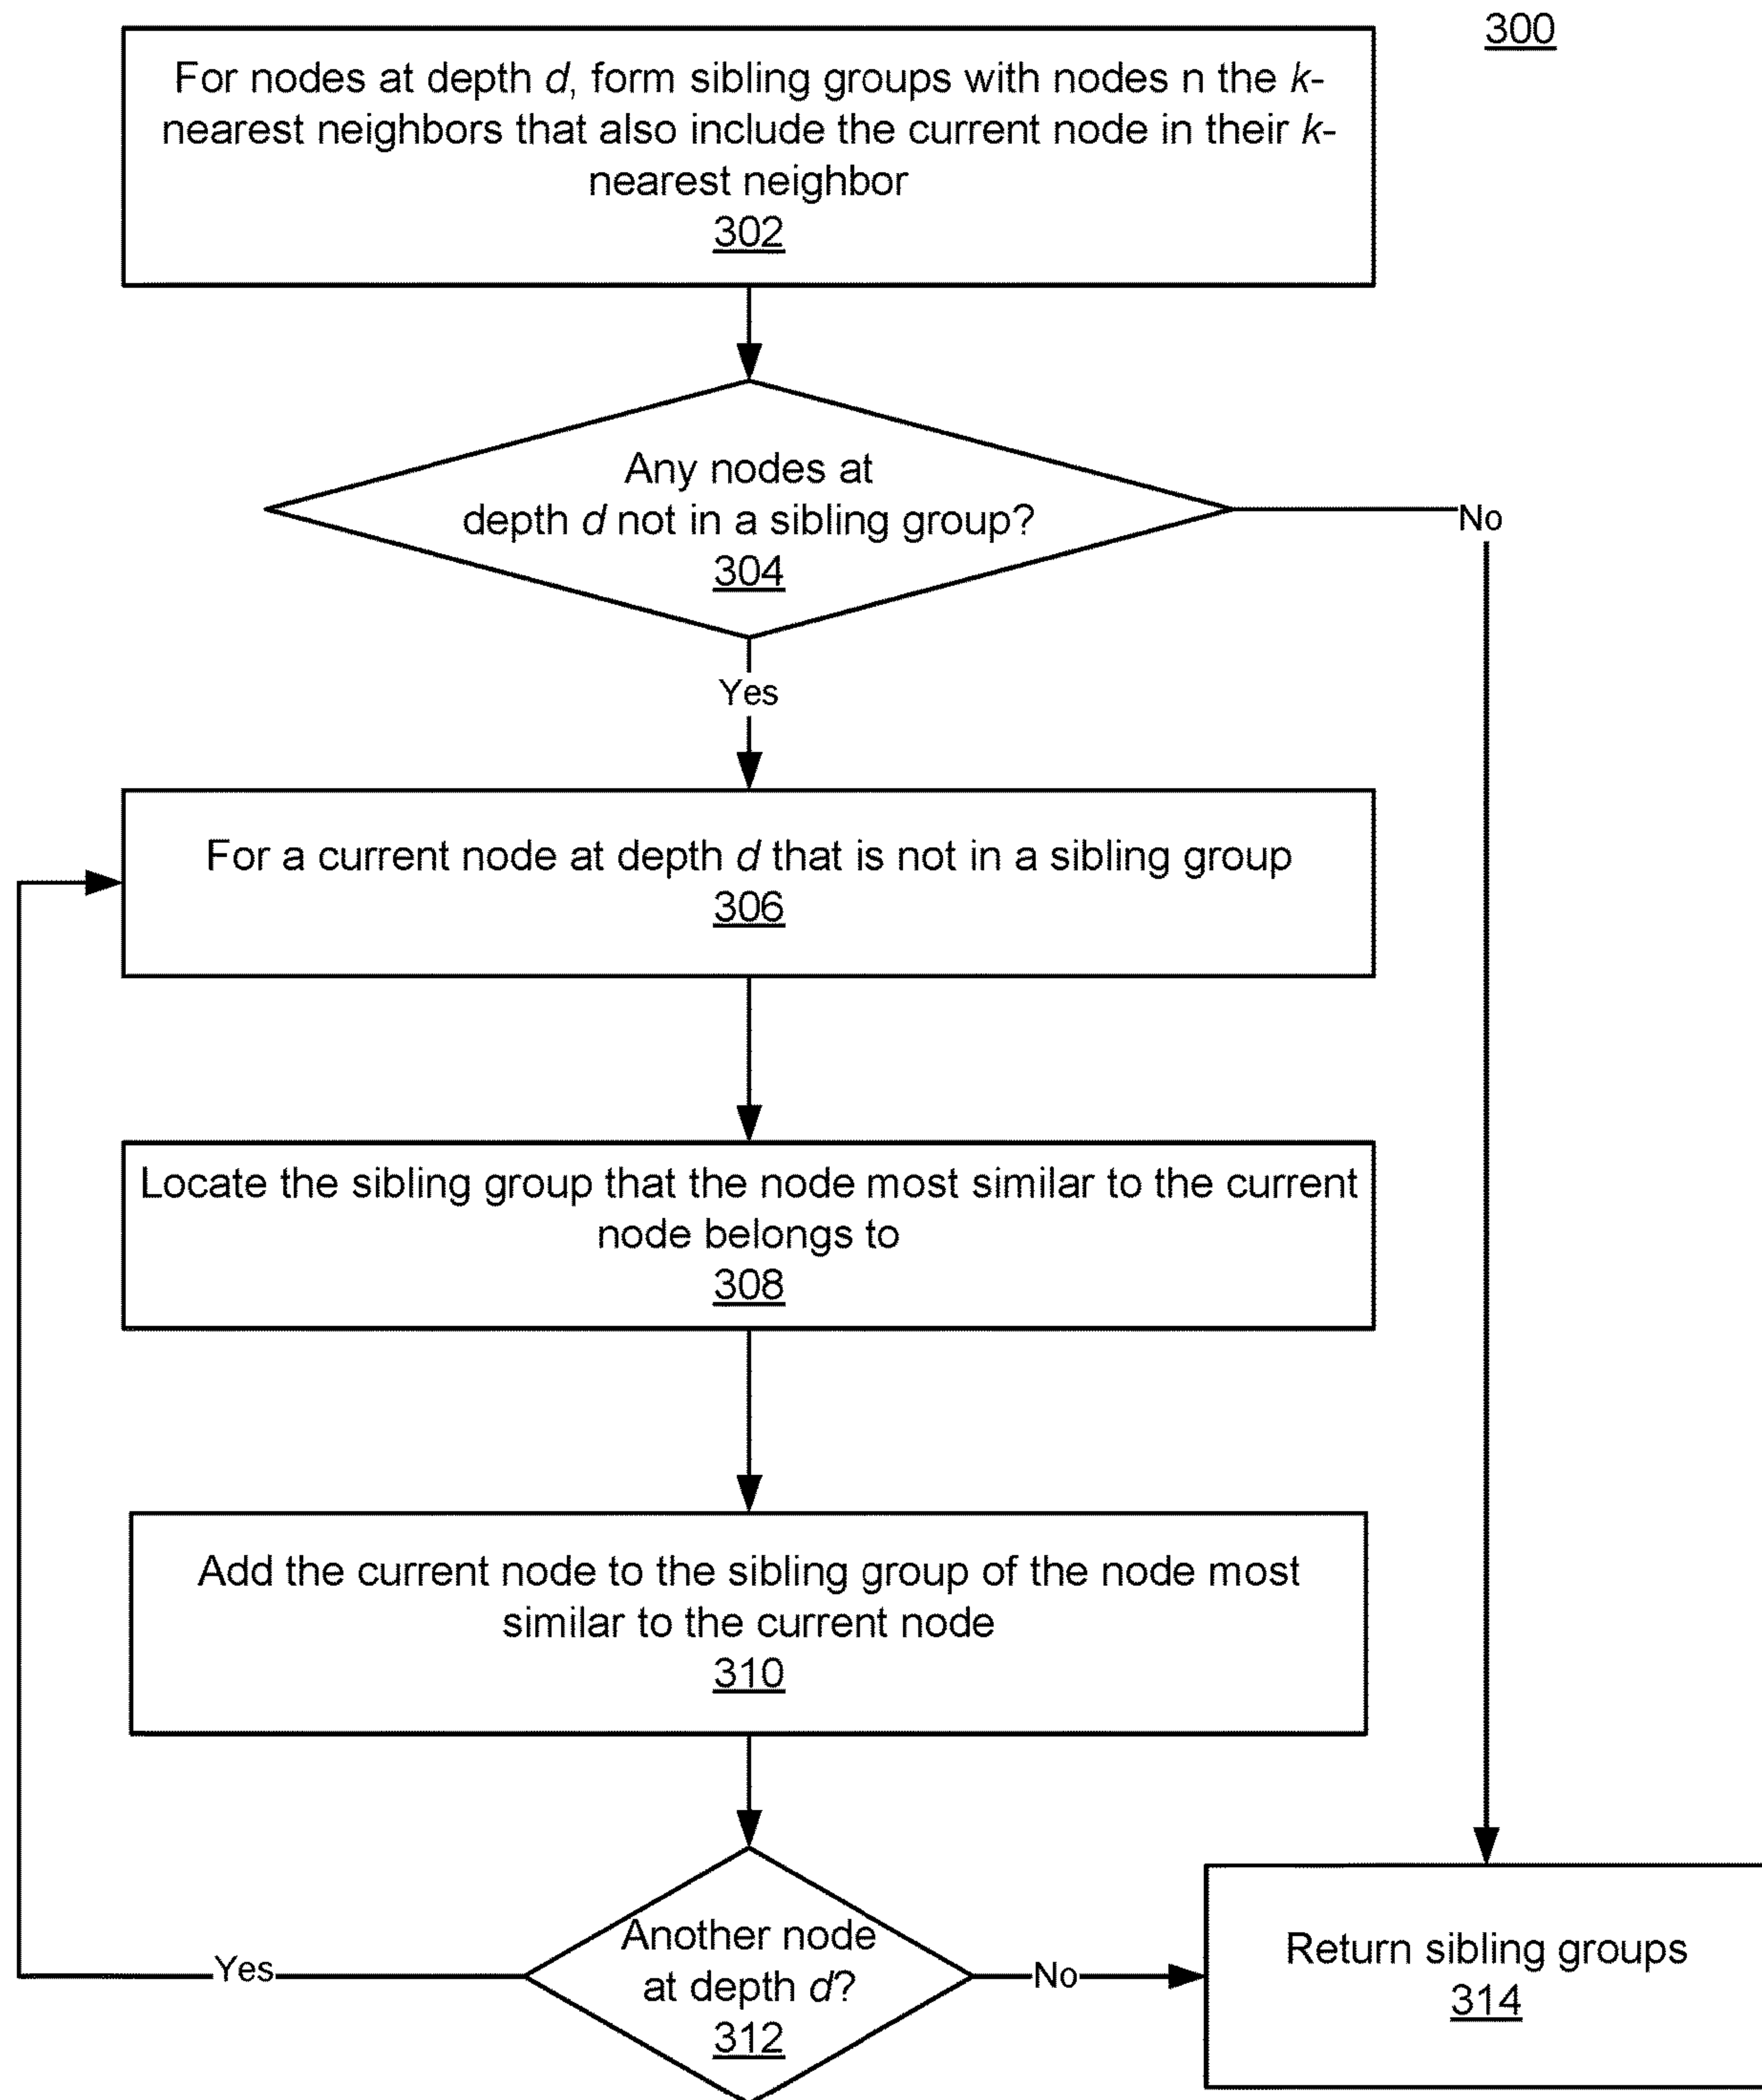 300
For nodes at depth d, form sibling groups with nodes n the k-
nearest neighbors that also include the current node in their k-
nearest neighbor
302
Any nodes at
depth d not in a sibling group?
304
No
Yes
For a current node at depth d that is not in a sibling group
306
Locate the sibling group that the node most similar to the current
node belongs to
308
Add the current node to the sibling group of the node most
similar to the current node
310
Another node
at depth d?
312
Yes
No
Return sibling groups
314